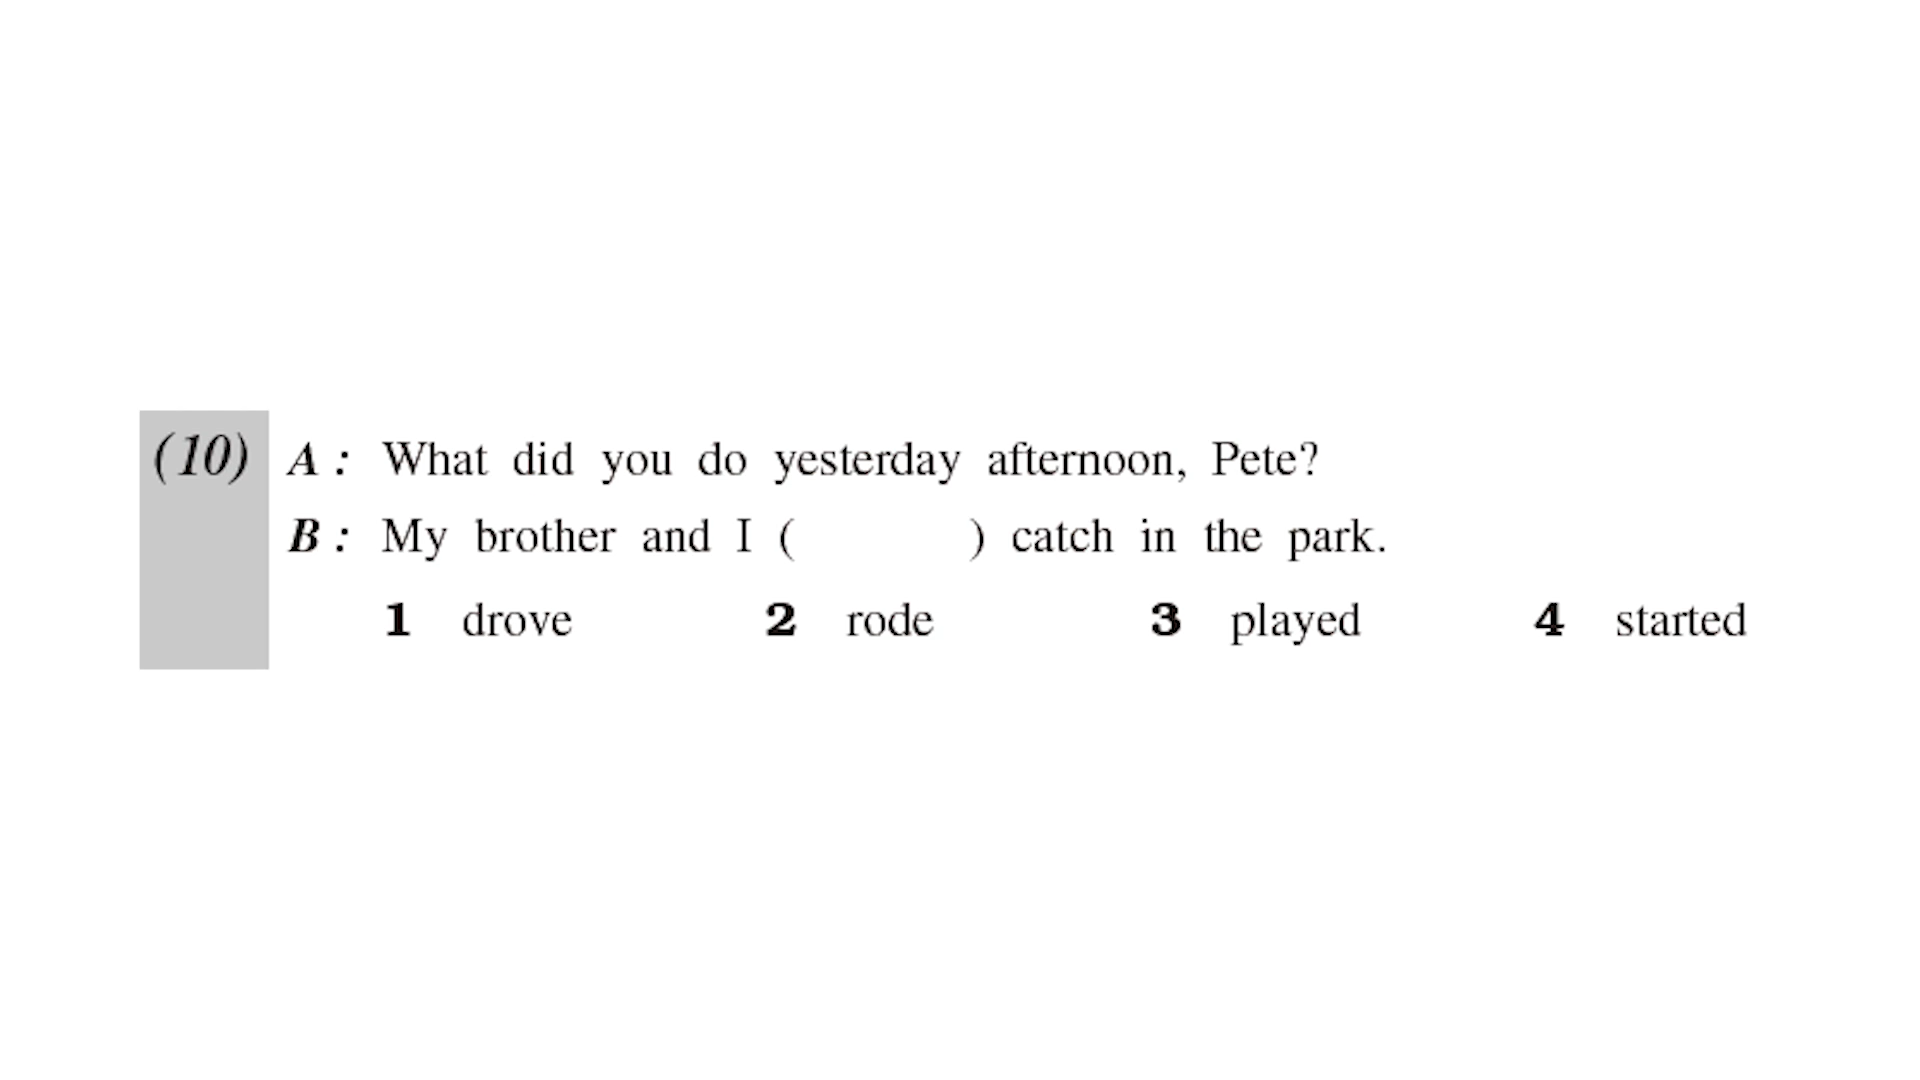 (10) A : What did you do yesterday afternoon, Pete?
B : My brother and I (          ) catch in the park.
1 drove 2 rode 3 played 4 started